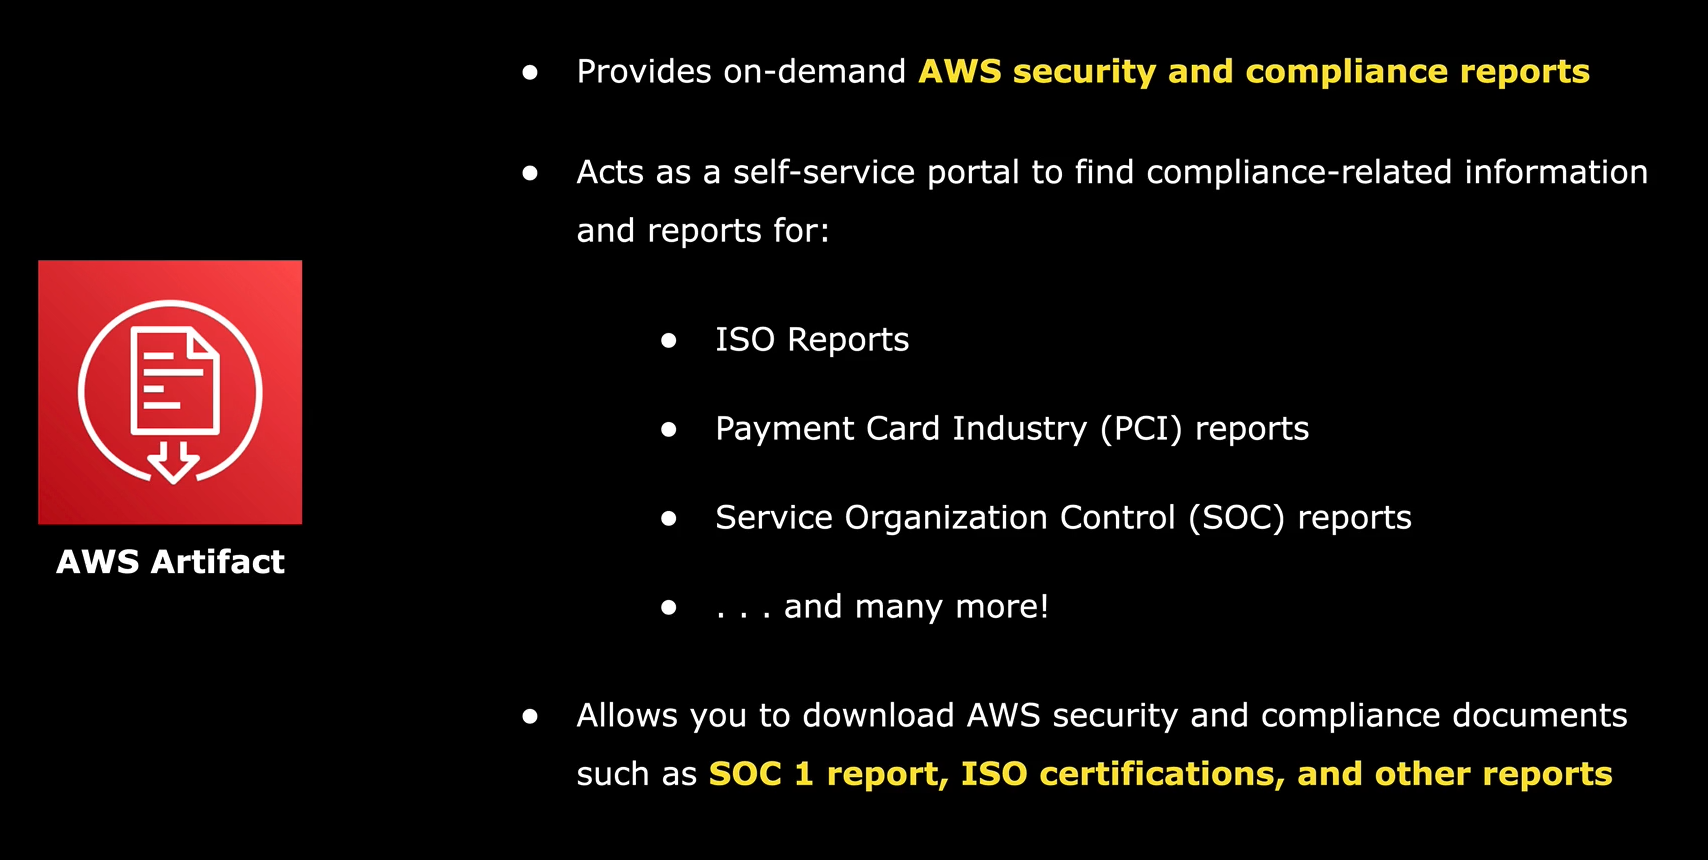 ● Provides on-demand AWS security and compliance reports
● Acts as a self-service portal to find compliance-related information
and reports for:
● ISO Reports
● Payment Card Industry (PCI) reports
● Service Organization Control (SOC) reports
● . . . and many more!
● Allows you to download AWS security and compliance documents
such as SOC 1 report, ISO certifications, and other reports
AWS Artifact